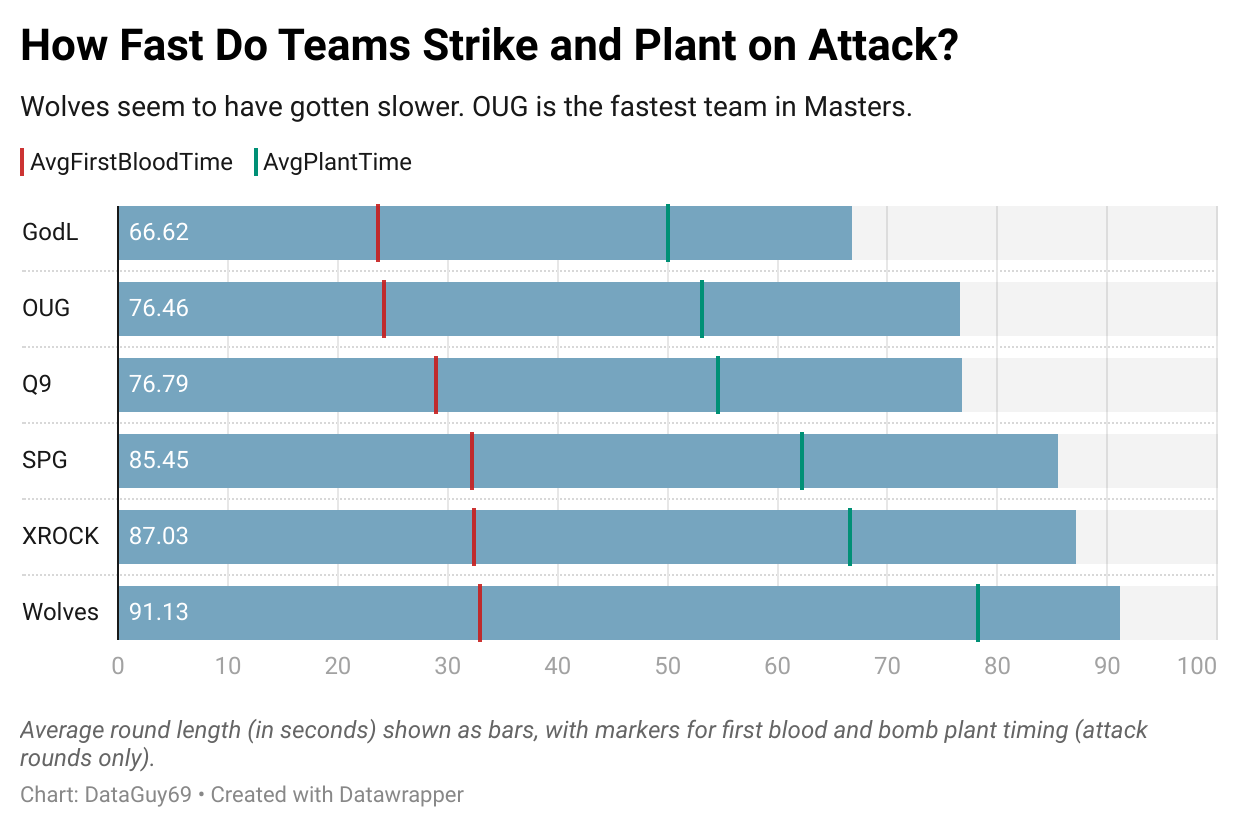 How Fast Do Teams Strike and Plant on Attack?
Wolves seem to have gotten slower. OUG is the fastest team in Masters.
AvgFirstBloodTime AvgPlantTime
GodL 66.62
OUG 76.46
Q9 76.79
SPG 85.45
XROCK 87.03
Wolves 91.13
0 10 20 30 40 50 60 70 80 90 100
Average round length (in seconds) shown as bars, with markers for first blood and bomb plant timing (attack
rounds only).
Chart: DataGuy69 • Created with Datawrapper